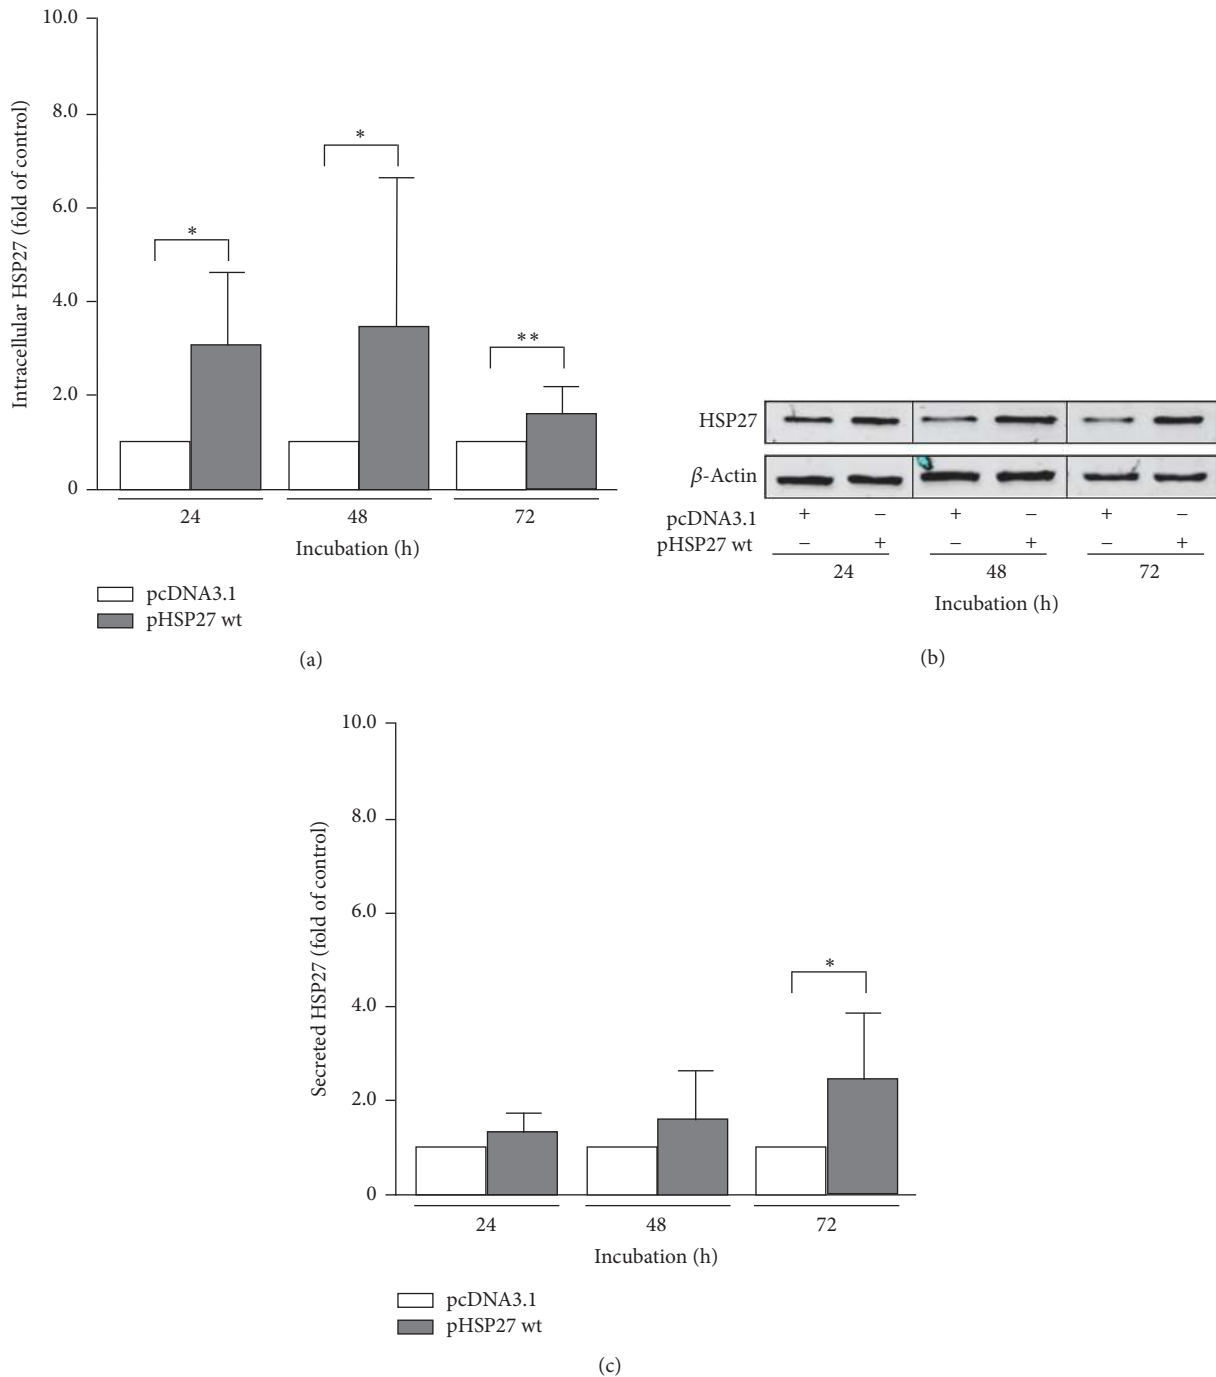 10.0
8.0
6.0
4.0
2.0
0
Intracellular HSP27 (fold of control)
*
*
**
24 48 72
Incubation (h)
pcDNA3.1
pHSP27 wt
(a)
HSP27
β-Actin
pcDNA3.1 + − + − + −
pHSP27 wt − + − + − +
24 48 72
Incubation (h)
(b)
10.0
8.0
6.0
4.0
2.0
0
Secreted HSP27 (fold of control)
*
24 48 72
Incubation (h)
pcDNA3.1
pHSP27 wt
(c)